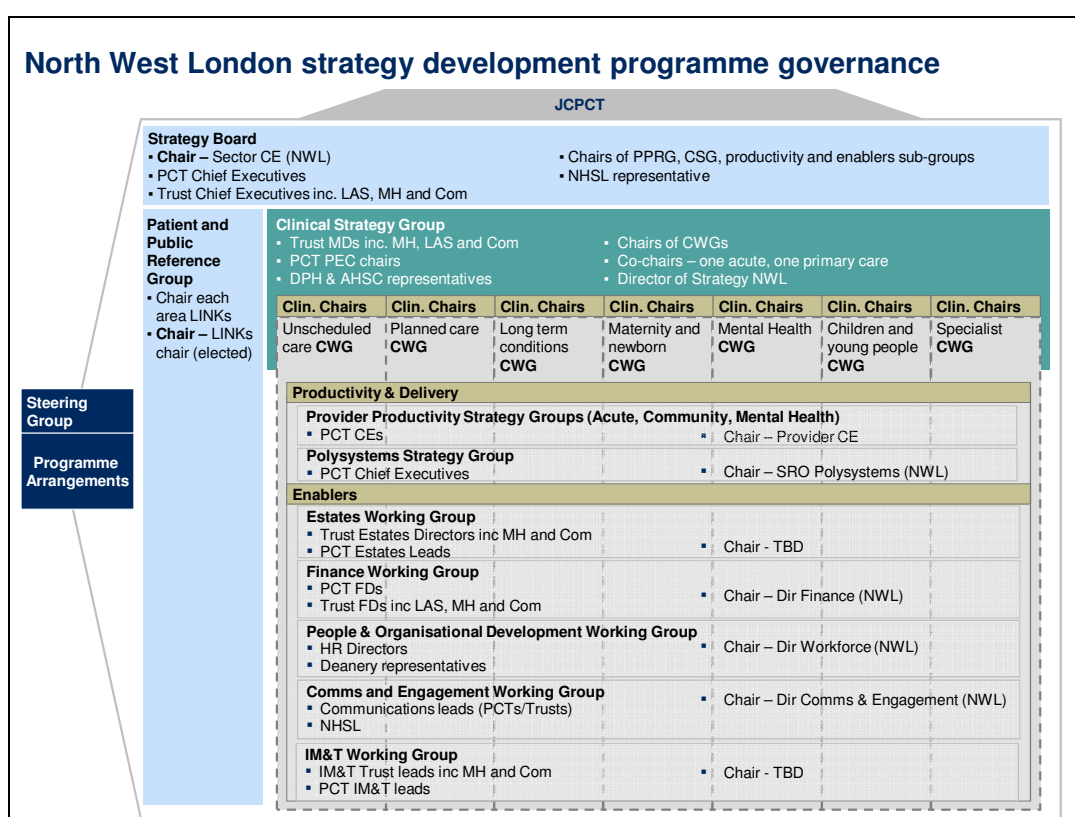 North West London strategy development programme governance
JCPCT
Strategy Board
▪ Chair – Sector CE (NWL)
▪ PCT Chief Executives
▪ Trust Chief Executives inc. LAS, MH and Com
▪ Chairs of PPRG, CSG, productivity and enablers sub-groups
▪ NHSL representative
Patient and
Public
Reference
Group
▪ Chair each
area LINKs
▪ Chair – LINKs
chair (elected)
Clinical Strategy Group
▪ Trust MDs inc. MH, LAS and Com
▪ PCT PEC chairs
▪ DPH & AHSC representatives
▪ Chairs of CWGs
▪ Co-chairs – one acute, one primary care
▪ Director of Strategy NWL
Clin. Chairs
Unscheduled
care CWG
Clin. Chairs
Planned care
CWG
Clin. Chairs
Long term
conditions
CWG
Clin. Chairs
Maternity and
newborn
CWG
Clin. Chairs
Mental Health
CWG
Clin. Chairs
Children and
young people
CWG
Clin. Chairs
Specialist
CWG
Steering
Group
Programme
Arrangements
Productivity & Delivery
Provider Productivity Strategy Groups (Acute, Community, Mental Health)
▪ PCT CEs
▪ Chair – Provider CE
Polysystems Strategy Group
▪ PCT Chief Executives
▪ Chair – SRO Polysystems (NWL)
Enablers
Estates Working Group
▪ Trust Estates Directors inc MH and Com
▪ PCT Estates Leads
▪ Chair - TBD
Finance Working Group
▪ PCT FDs
▪ Trust FDs inc LAS, MH and Com
▪ Chair – Dir Finance (NWL)
People & Organisational Development Working Group
▪ HR Directors
▪ Deanery representatives
▪ Chair – Dir Workforce (NWL)
Comms and Engagement Working Group
▪ Communications leads (PCTs/Trusts)
▪ NHSL
▪ Chair – Dir Comms & Engagement (NWL)
IM&T Working Group
▪ IM&T Trust leads inc MH and Com
▪ PCT IM&T leads
▪ Chair - TBD